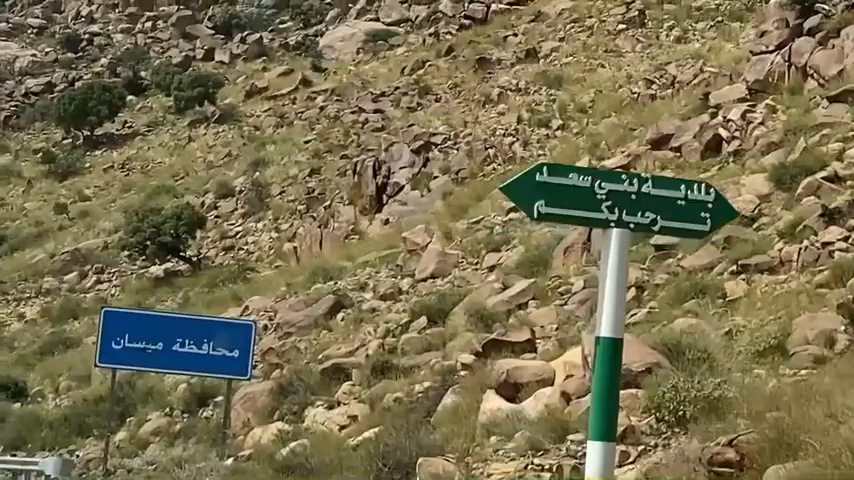 بلدية بني سعد
ترحب بكم
محافظة ميسان